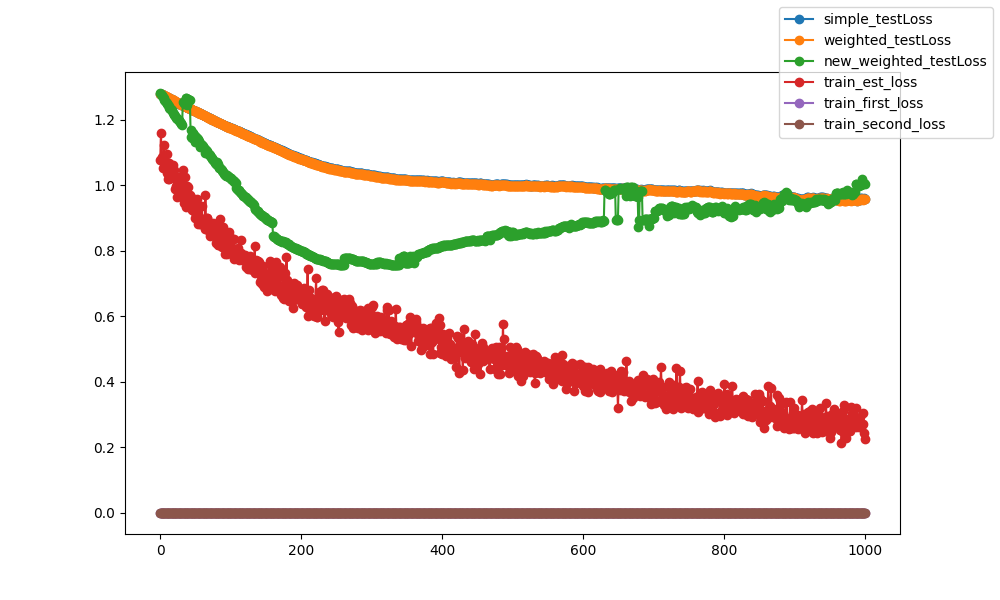 simple_testLoss
weighted_testLoss
new_weighted_testLoss
train_est_loss
train_first_loss
train_second_loss
1.2
1.0
0.8
0.6
0.4
0.2
0.0
0 200 400 600 800 1000